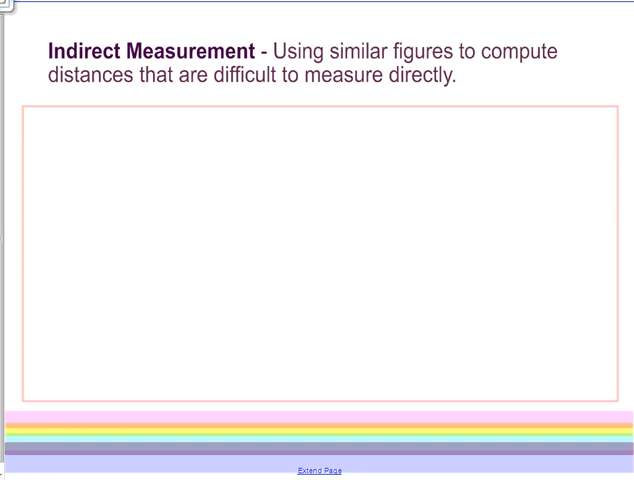 Indirect Measurement - Using similar figures to compute
distances that are difficult to measure directly.
Extend Page